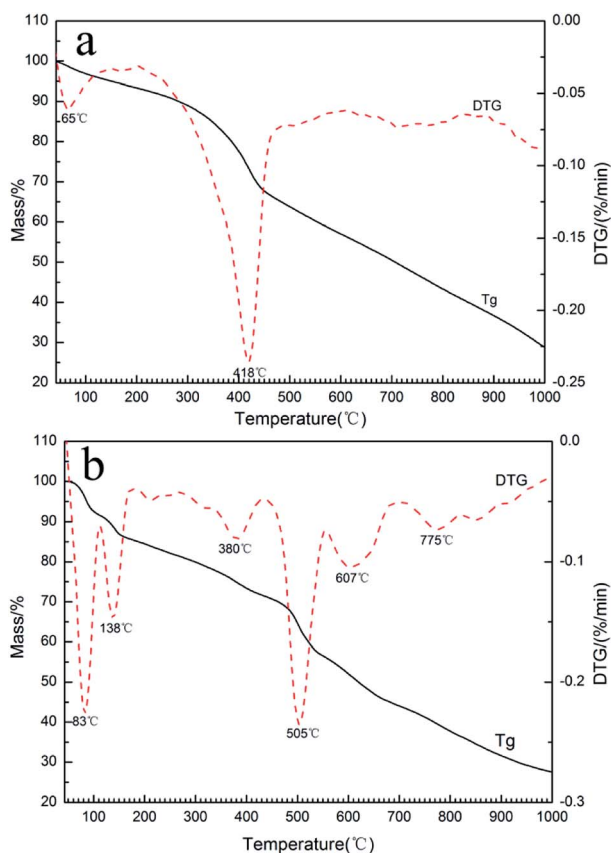 a
110
100
90
80
70
60
50
40
30
20
Mass/%
0.00
-0.05
-0.10
-0.15
-0.20
-0.25
DTG/(%/min)
65℃
418℃
DTG
Tg
100 200 300 400 500 600 700 800 900 1000
Temperature(℃)
b
110
100
90
80
70
60
50
40
30
20
Mass/%
0.0
-0.1
-0.2
-0.3
DTG/(%/min)
83℃
138℃
380℃
505℃
607℃
775℃
DTG
Tg
100 200 300 400 500 600 700 800 900 1000
Temperature(℃)